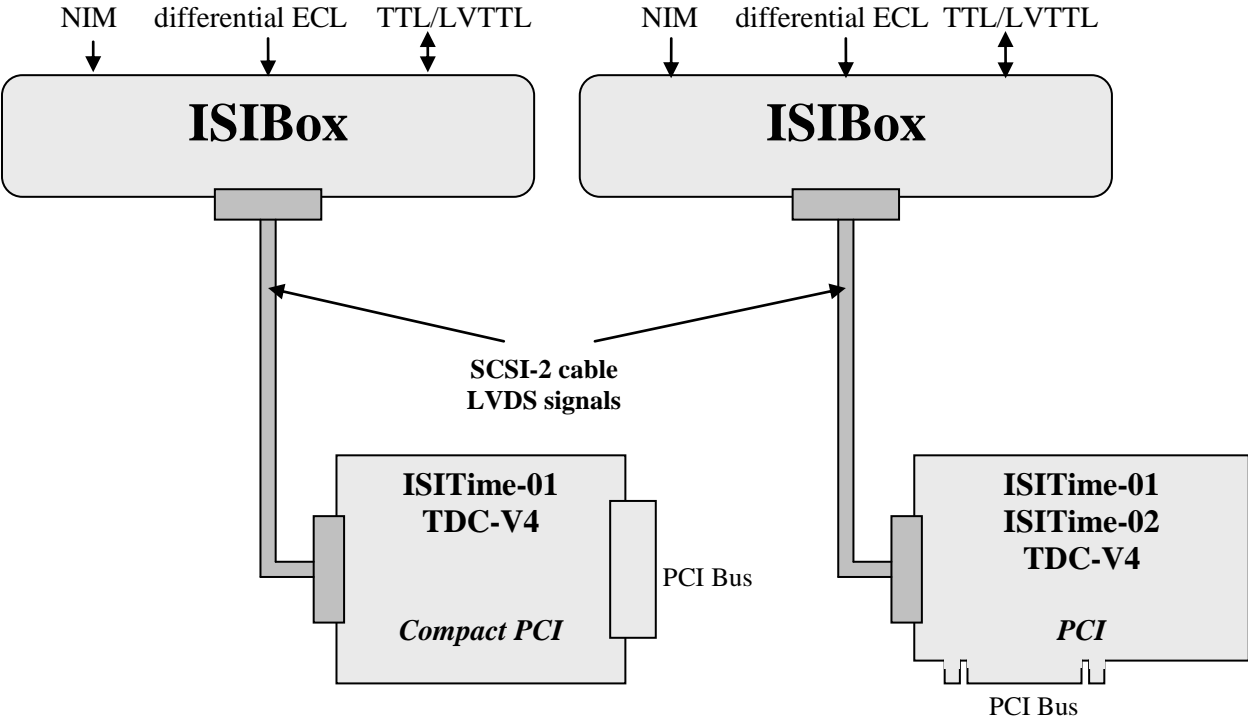 NIM differential ECL TTL/LVTTL
NIM differential ECL TTL/LVTTL
ISIBox
ISIBox
SCSI-2 cable
LVDS signals
ISITime-01
TDC-V4
Compact PCI
PCI Bus
ISITime-01
ISITime-02
TDC-V4
PCI
PCI Bus